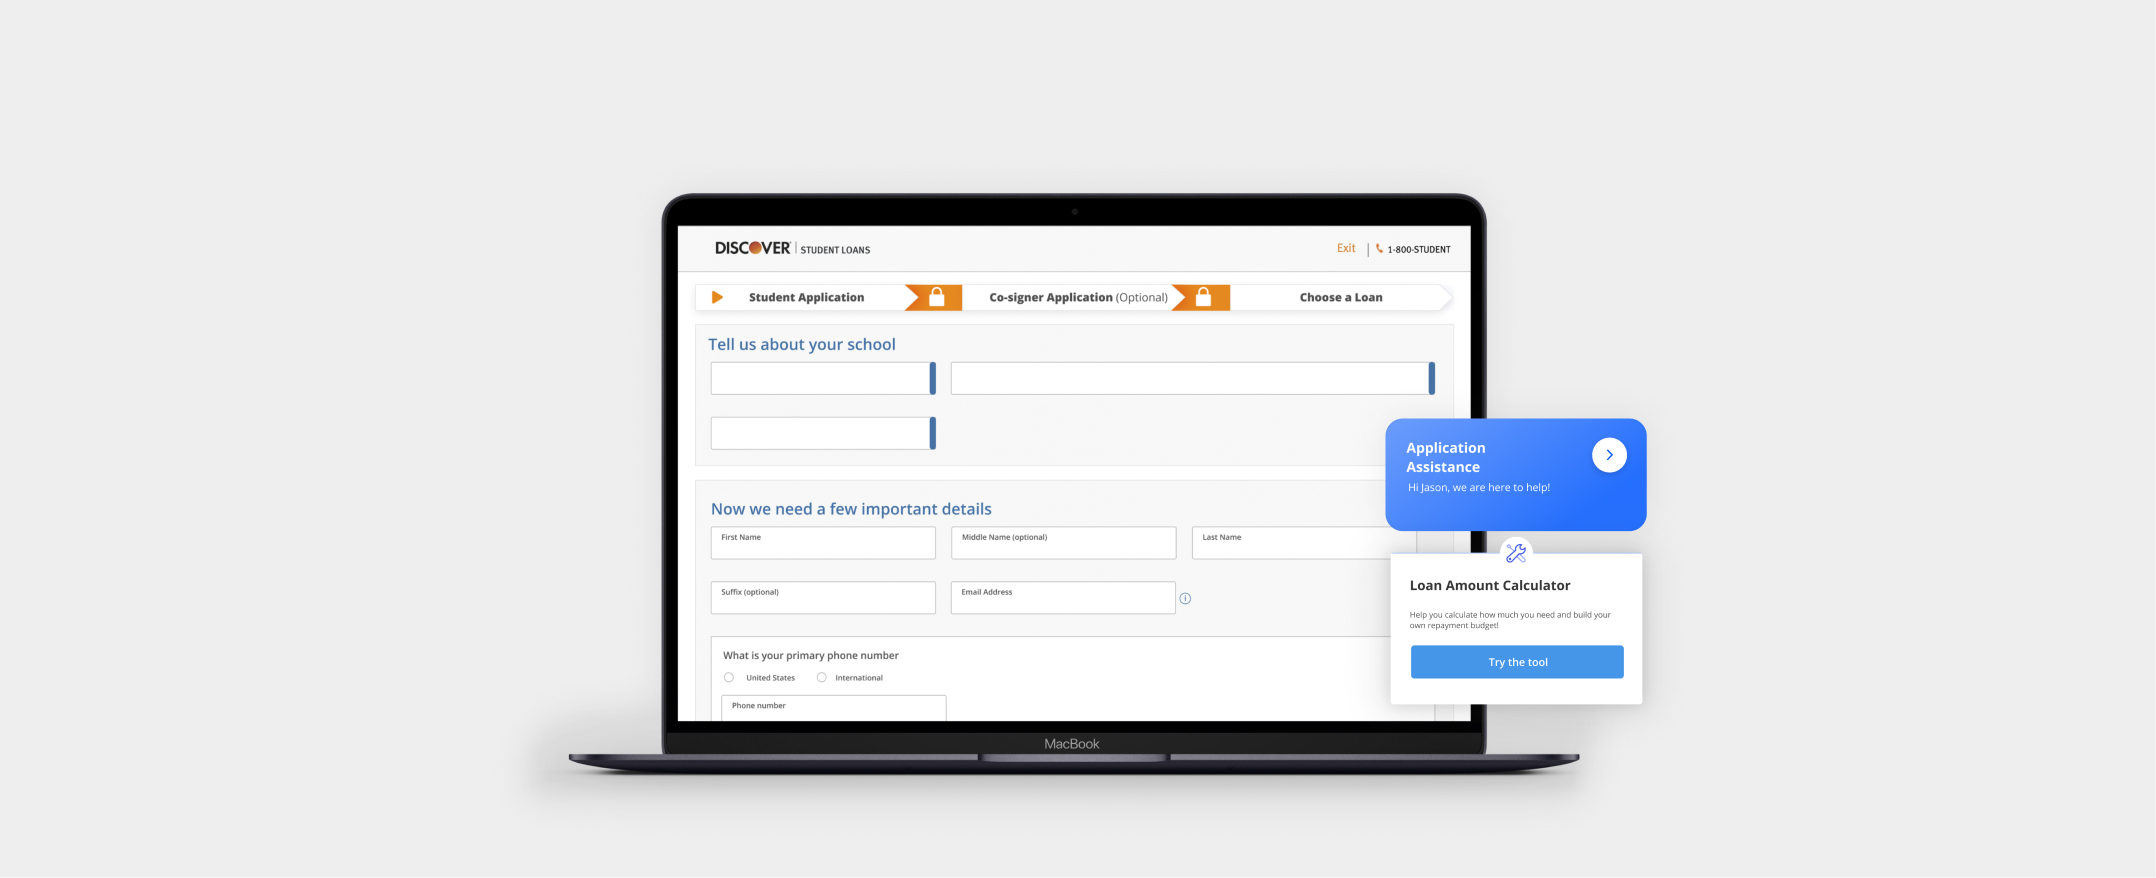 DISCOVER STUDENT LOANS
Exit
1-800-STUDENT
Student Application
Co-signer Application (Optional)
Choose a Loan
Tell us about your school
Now we need a few important details
First Name
Middle Name (optional)
Last Name
Suffix (optional)
Email Address
What is your primary phone number
United States
International
Phone number
Application
Assistance
Hi Jason, we are here to help!
Loan Amount Calculator
Help you calculate how much you need and build your
own repayment budget!
Try the tool
MacBook